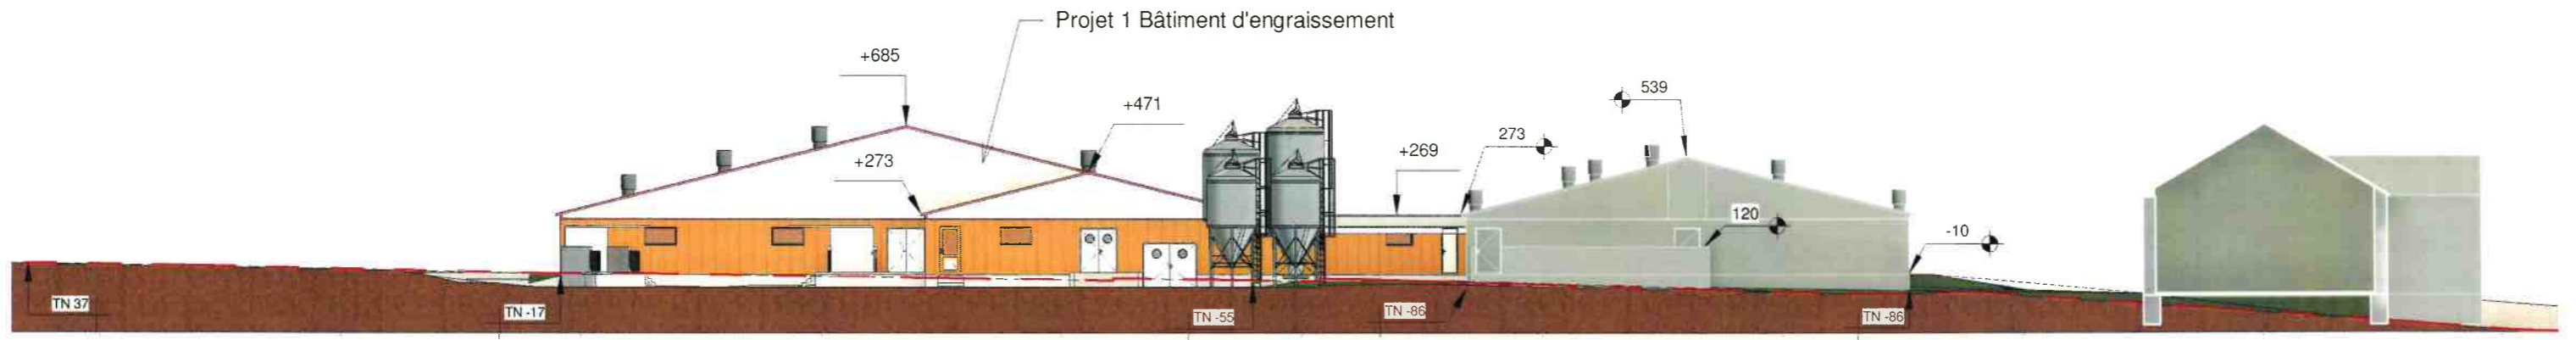 Projet 1 Bâtiment d'engraissement
+685
+471
+273
+269
273
539
120
-10
TN 37
TN -17
TN -55
TN -86
TN -86